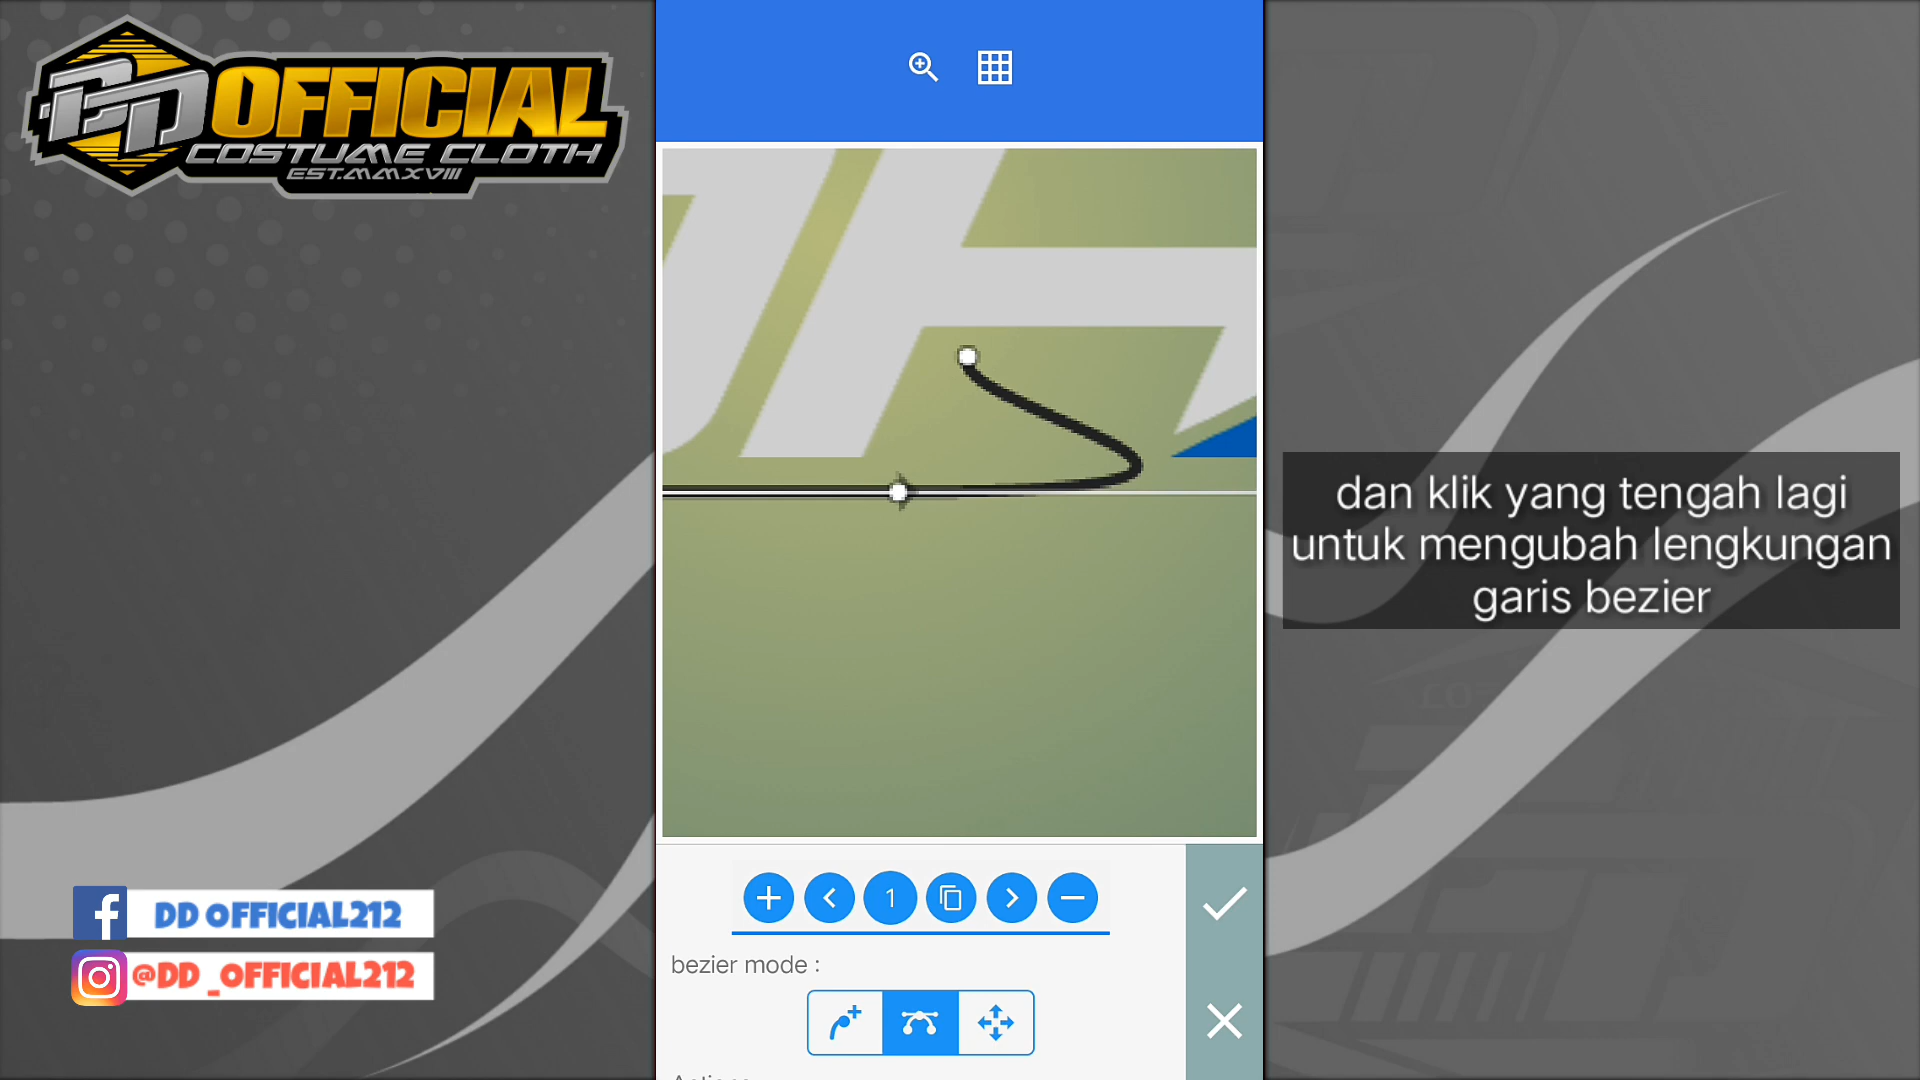 DD OFFICIAL
COSTUME CLOTH
EST.MMXVIII
dan klik yang tengah lagi
untuk mengubah lengkungan
garis bezier
1
bezier mode :
DD OFFICIAL212
@DD_OFFICIAL212